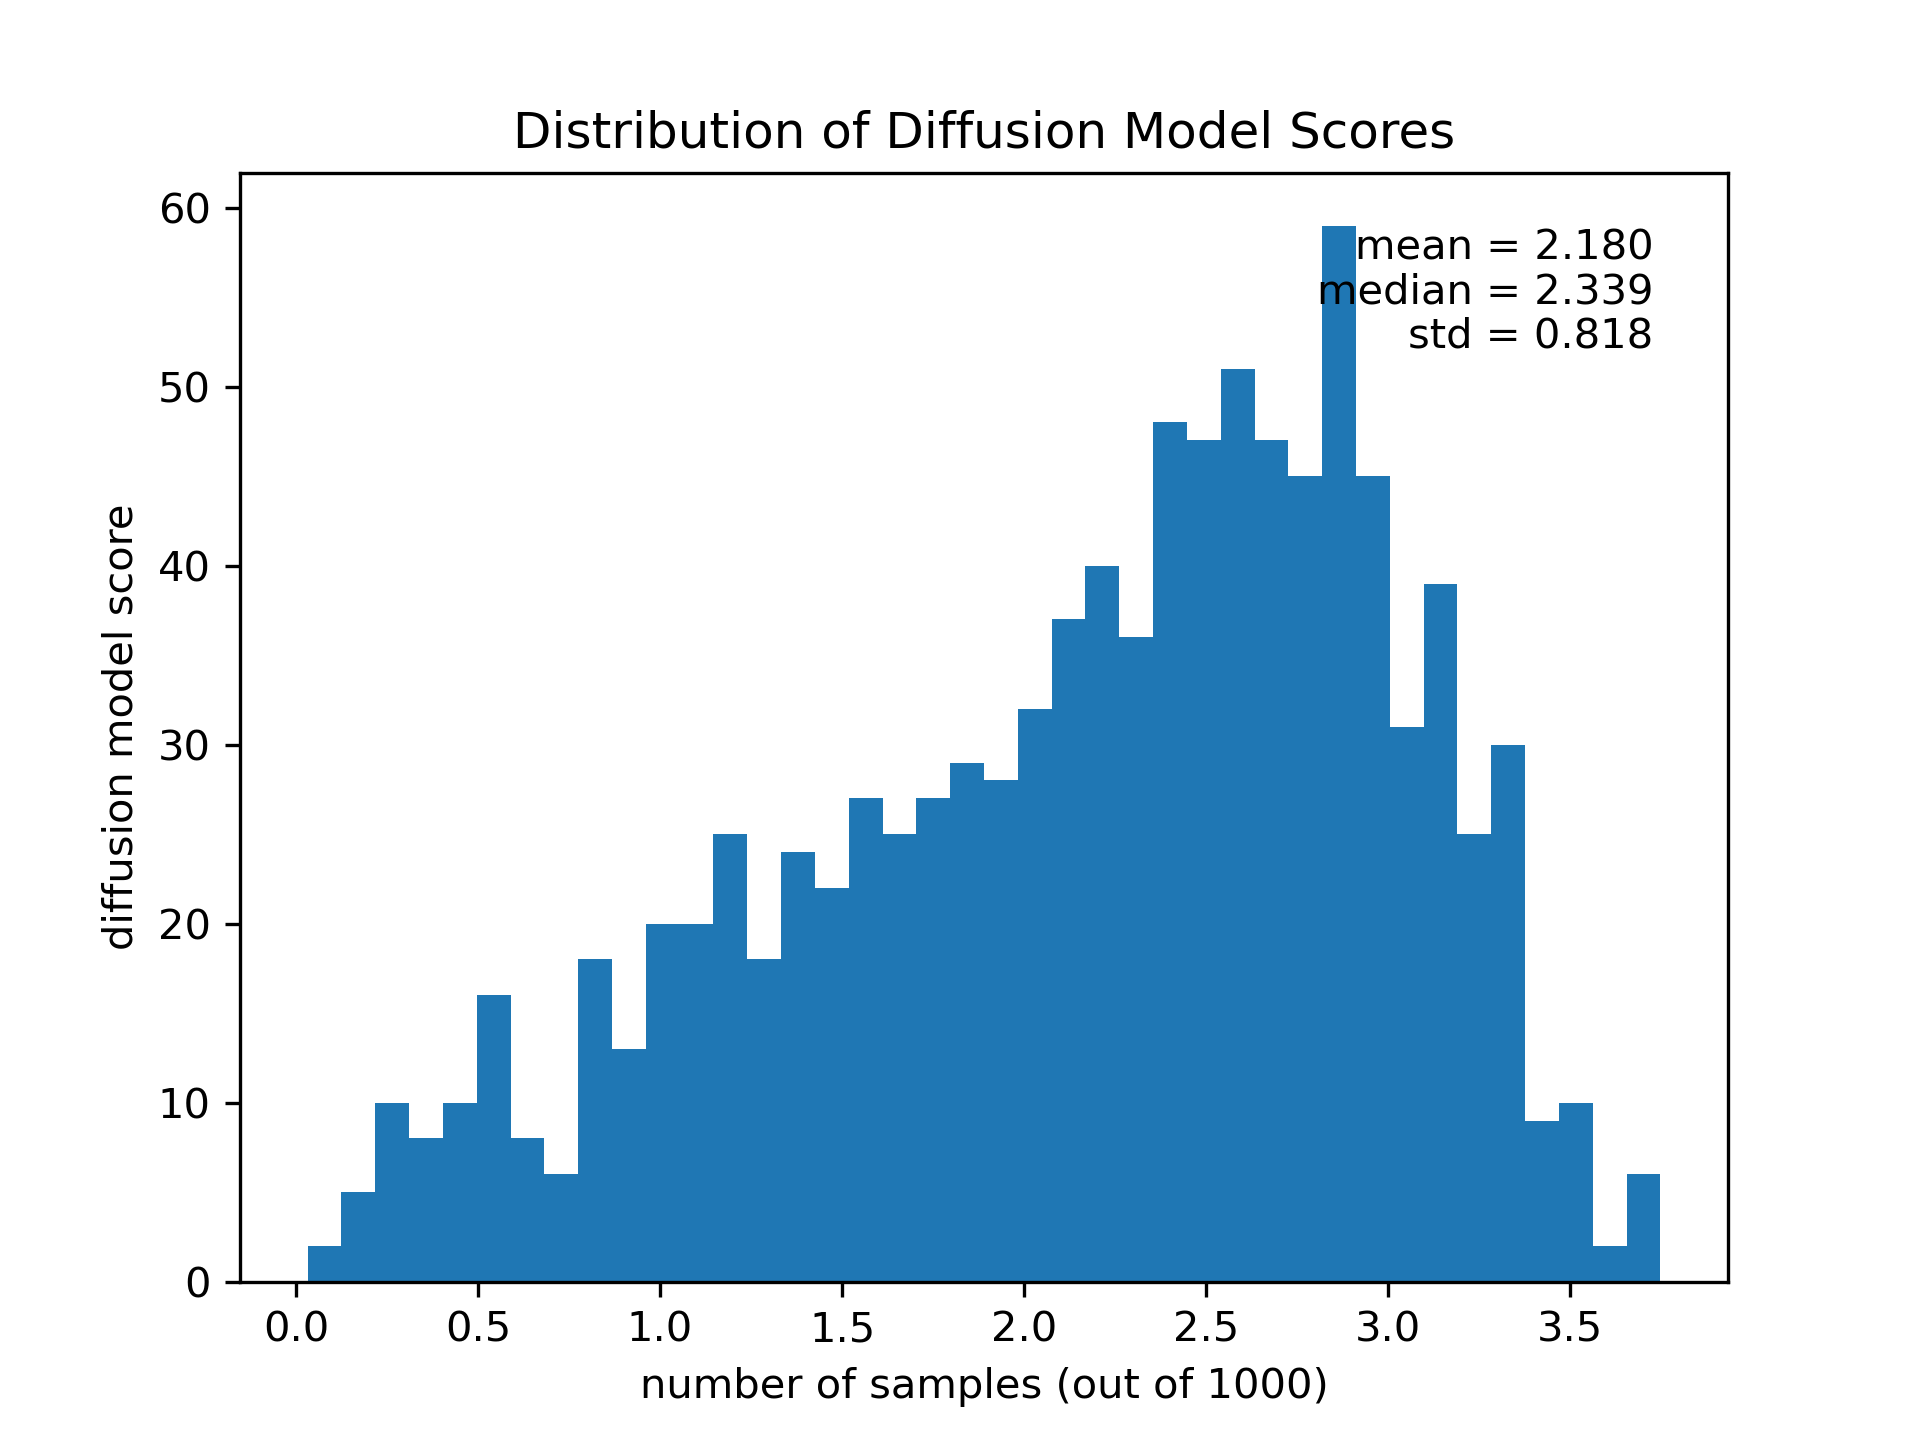 Distribution of Diffusion Model Scores
mean = 2.180
median = 2.339
std = 0.818
60
50
40
30
20
10
0
diffusion model score
0.0 0.5 1.0 1.5 2.0 2.5 3.0 3.5
number of samples (out of 1000)